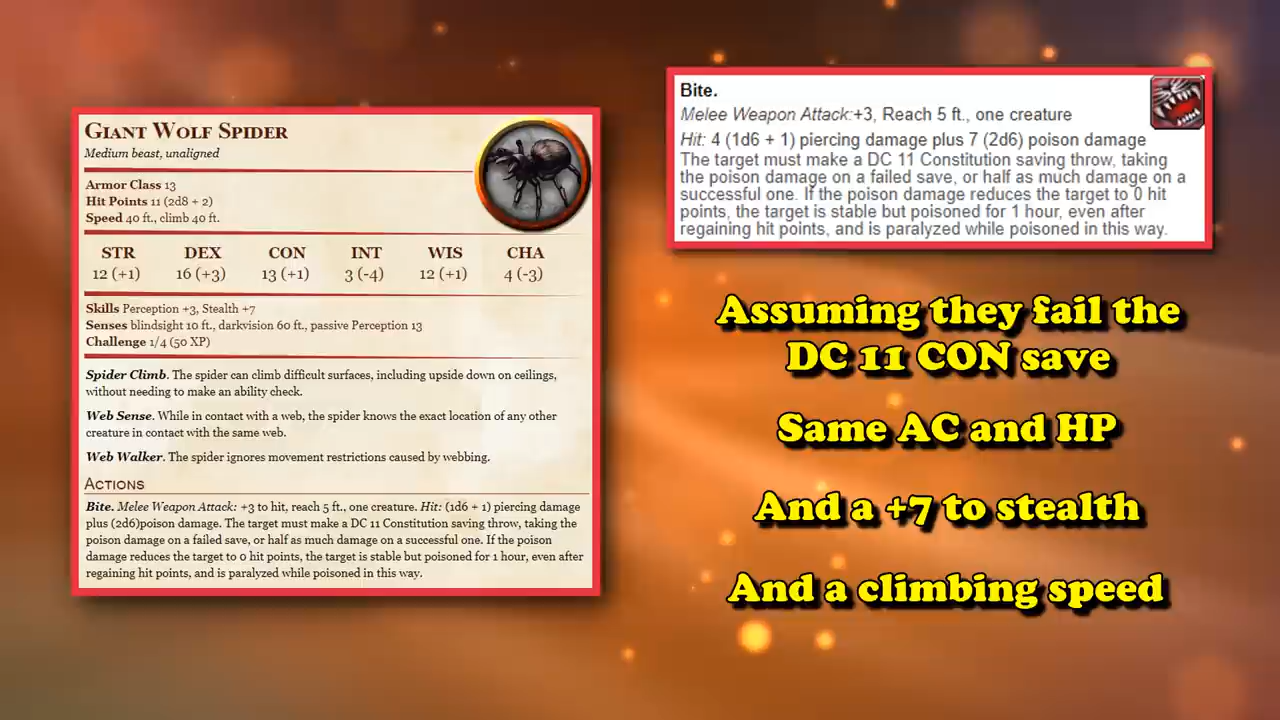 GIANT WOLF SPIDER
Medium beast, unaligned
Armor Class 13
Hit Points 11 (2d8 + 2)
Speed 40 ft., climb 40 ft.
STR DEX CON INT WIS CHA
12 (+1) 16 (+3) 13 (+1) 3 (-4) 12 (+1) 4 (-3)
Skills Perception +3, Stealth +7
Senses blindsight 10 ft., darkvision 60 ft., passive Perception 13
Challenge 1/4 (50 XP)
Spider Climb. The spider can climb difficult surfaces, including upside down on ceilings,
without needing to make an ability check.
Web Sense. While in contact with a web, the spider knows the exact location of any other
creature in contact with the same web.
Web Walker. The spider ignores movement restrictions caused by webbing.
ACTIONS
Bite. Melee Weapon Attack: +3 to hit, reach 5 ft., one creature. Hit: (1d6 + 1) piercing damage
plus (2d6)poison damage. The target must make a DC 11 Constitution saving throw, taking the
poison damage on a failed save, or half as much damage on a successful one. If the poison
damage reduces the target to 0 hit points, the target is stable but poisoned for 1 hour, even after
regaining hit points, and is paralyzed while poisoned in this way.
Bite.
Melee Weapon Attack:+3, Reach 5 ft., one creature
Hit: 4 (1d6 + 1) piercing damage plus 7 (2d6) poison damage
The target must make a DC 11 Constitution saving throw, taking
the poison damage on a failed save, or half as much damage on a
successful one. If the poison damage reduces the target to 0 hit
points, the target is stable but poisoned for 1 hour, even after
regaining hit points, and is paralyzed while poisoned in this way.
Assuming they fail the
DC 11 CON save
Same AC and HP
And a +7 to stealth
And a climbing speed